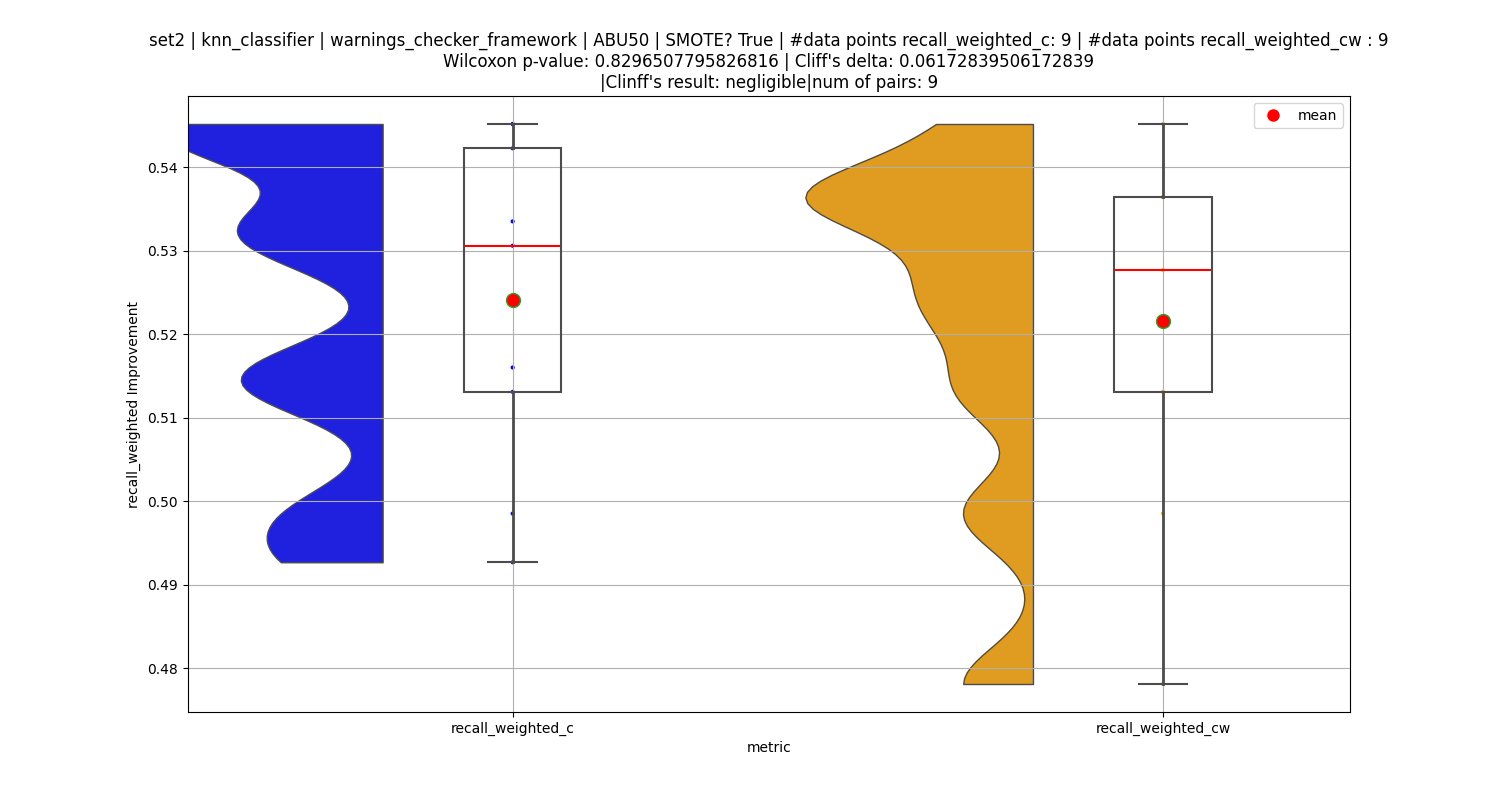 set2 | knn_classifier | warnings_checker_framework | ABU50 | SMOTE? True | #data points recall_weighted_c: 9 | #data points recall_weighted_cw : 9
Wilcoxon p-value: 0.8296507795826816 | Cliff's delta: 0.06172839506172839
|Clinff's result: negligible|num of pairs: 9
mean
0.54
0.53
0.52
0.51
0.50
0.49
0.48
recall_weighted Improvement
recall_weighted_c
recall_weighted_cw
metric